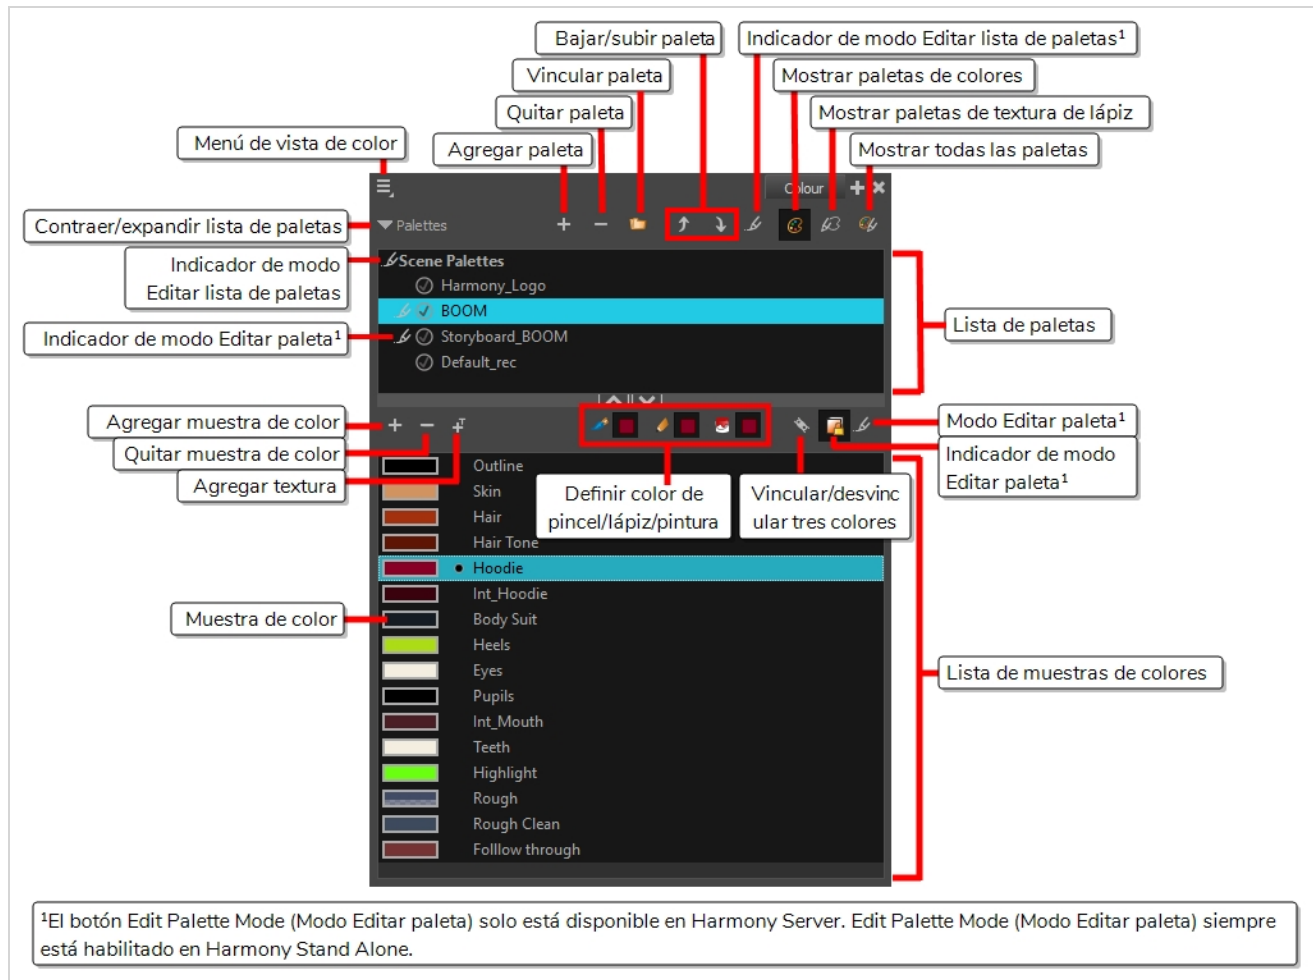 Bajar/subir paleta
Indicador de modo Editar lista de paletas¹
Vincular paleta
Mostrar paletas de colores
Quitar paleta
Mostrar paletas de textura de lápiz
Menú de vista de color
Agregar paleta
Mostrar todas las paletas
Colour
Contraer/expandir lista de paletas
Palettes
Indicador de modo
Editar lista de paletas
Scene Palettes
Harmony_Logo
BOOM
Lista de paletas
Indicador de modo Editar paleta¹
Storyboard_BOOM
Default_rec
Agregar muestra de color
Modo Editar paleta¹
Quitar muestra de color
Indicador de modo
Editar paleta¹
Agregar textura
Definir color de
pincel/lápiz/pintura
Vincular/desvinc
ular tres colores
Outline
Skin
Hair
Hair Tone
Hoodie
Int_Hoodie
Muestra de color
Body Suit
Heels
Eyes
Lista de muestras de colores
Pupils
Int_Mouth
Teeth
Highlight
Rough
Rough Clean
Folllow through
¹El botón Edit Palette Mode (Modo Editar paleta) solo está disponible en Harmony Server. Edit Palette Mode (Modo Editar paleta) siempre
está habilitado en Harmony Stand Alone.